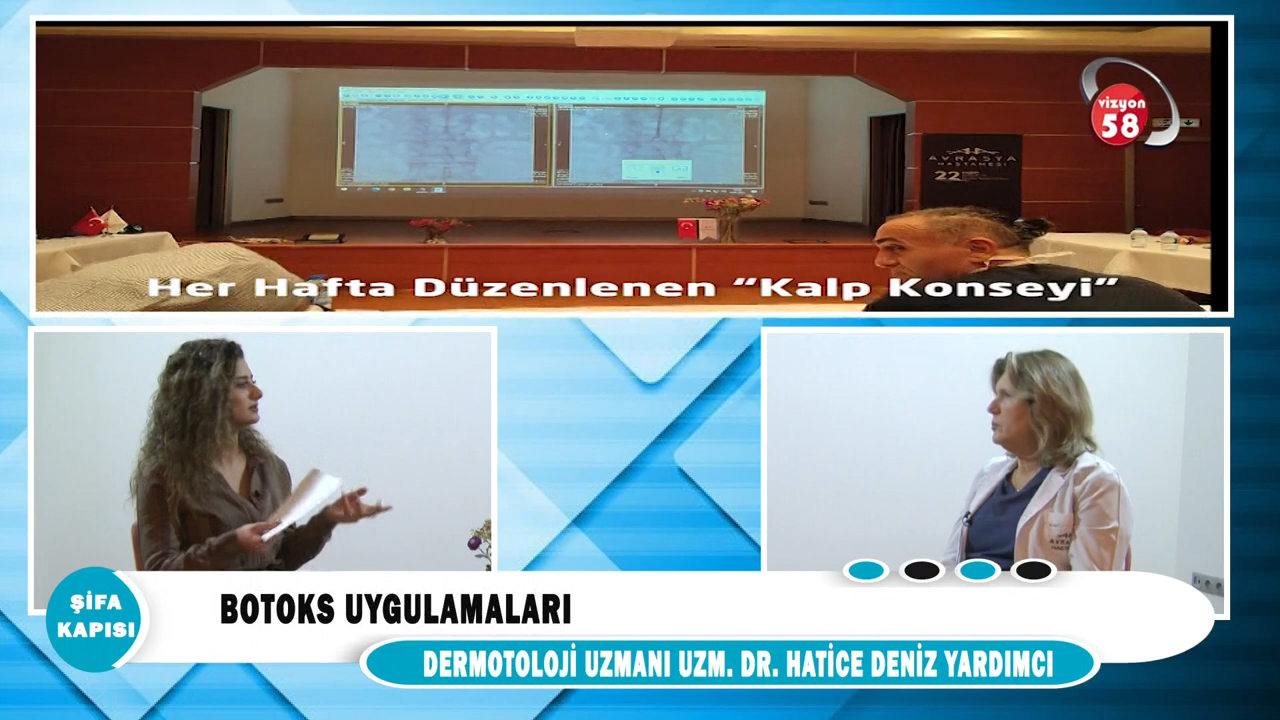 vizyon
58
AVRASYA
HASTANESİ
22
Her Hafta Düzenlenen “Kalp Konseyi”
AVRA
ŞİFA
KAPISI
BOTOKS UYGULAMALARI
DERMOTOLOJİ UZMANI UZM. DR. HATİCE DENİZ YARDIMCI